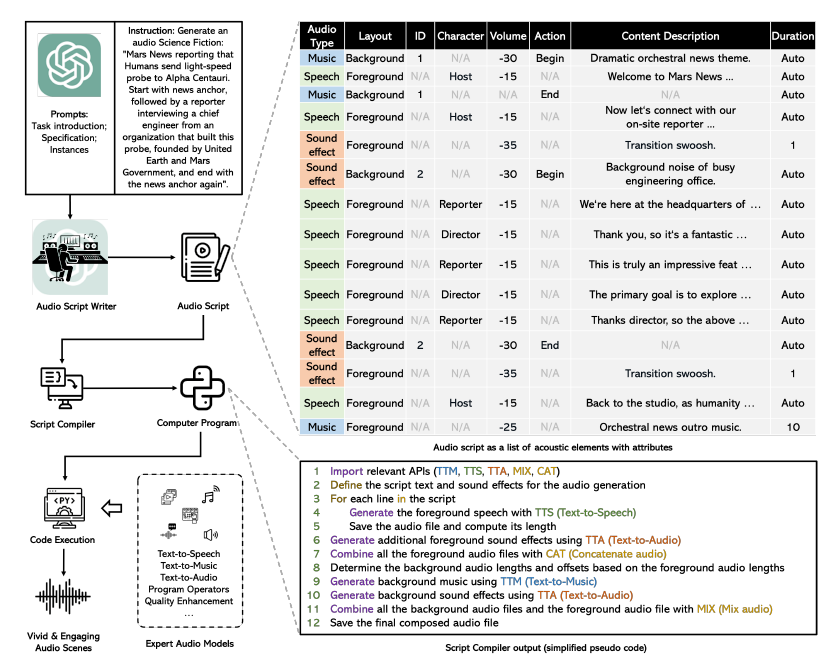 Instruction: Generate an
audio Science Fiction:
"Mars News reporting that
Humans send light-speed
probe to Alpha Centauri.
Start with news anchor,
followed by a reporter
interviewing a chief
engineer from an
organization that built this
probe, founded by United
Earth and Mars
Government, and end with
the news anchor again".
Prompts:
Task introduction;
Specification;
Instances
Audio Script Writer
Audio Script
Script Compiler
Computer Program
<PY>
Code Execution
Text-to-Speech
Text-to-Music
Text-to-Audio
Program Operators
Quality Enhancement
...
Vivid & Engaging
Audio Scenes
Expert Audio Models
Audio Type Layout ID Character Volume Action Content Description Duration
Music Background 1 N/A -30 Begin Dramatic orchestral news theme. Auto
Speech Foreground N/A Host -15 N/A Welcome to Mars News ... Auto
Music Background 1 N/A N/A End N/A Auto
Speech Foreground N/A Host -15 N/A Now let's connect with our
on-site reporter ... Auto
Sound effect Foreground N/A N/A -35 N/A Transition swoosh. 1
Sound effect Background 2 N/A -30 Begin Background noise of busy
engineering office. Auto
Speech Foreground N/A Reporter -15 N/A We're here at the headquarters of ... Auto
Speech Foreground N/A Director -15 N/A Thank you, so it's a fantastic ... Auto
Speech Foreground N/A Reporter -15 N/A This is truly an impressive feat ... Auto
Speech Foreground N/A Director -15 N/A The primary goal is to explore ... Auto
Speech Foreground N/A Reporter -15 N/A Thanks director, so the above ... Auto
Sound effect Background 2 N/A -30 End N/A Auto
Sound effect Foreground N/A N/A -35 N/A Transition swoosh. 1
Speech Foreground N/A Host -15 N/A Back to the studio, as humanity ... Auto
Music Foreground N/A N/A -25 N/A Orchestral news outro music. 10
Audio script as a list of acoustic elements with attributes
1 Import relevant APIs (TTM, TTS, TTA, MIX, CAT)
2 Define the script text and sound effects for the audio generation
3 For each line in the script
4 Generate the foreground speech with TTS (Text-to-Speech)
5 Save the audio file and compute its length
6 Generate additional foreground sound effects using TTA (Text-to-Audio)
7 Combine all the foreground audio files with CAT (Concatenate audio)
8 Determine the background audio lengths and offsets based on the foreground audio lengths
9 Generate background music using TTM (Text-to-Music)
10 Generate background sound effects using TTA (Text-to-Audio)
11 Combine all the background audio files and the foreground audio file with MIX (Mix audio)
12 Save the final composed audio file
Script Compiler output (simplified pseudo code)